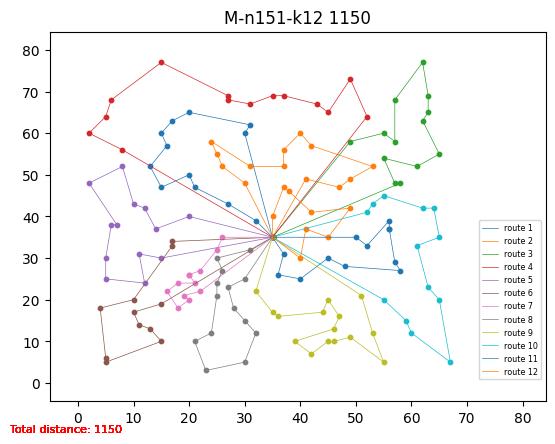 M-n151-k12 1150
80
70
60
50
40
30
20
10
0
route 1
route 2
route 3
route 4
route 5
route 6
route 7
route 8
route 9
route 10
route 11
route 12
0 10 20 30 40 50 60 70 80
Total distance: 1150